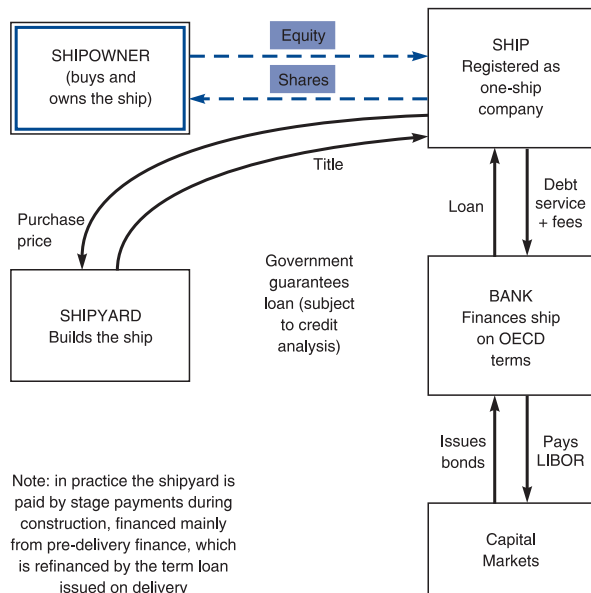 SHIPOWNER
(buys and
owns the ship)
Equity
Shares
SHIP
Registered as
one-ship
company
Title
Purchase
price
Loan
Debt
service
+ fees
SHIPYARD
Builds the ship
Government
guarantees
loan (subject
to credit
analysis)
BANK
Finances ship
on OECD
terms
Issues
bonds
Pays
LIBOR
Note: in practice the shipyard is
paid by stage payments during
construction, financed mainly
from pre-delivery finance, which
is refinanced by the term loan
issued on delivery
Capital
Markets